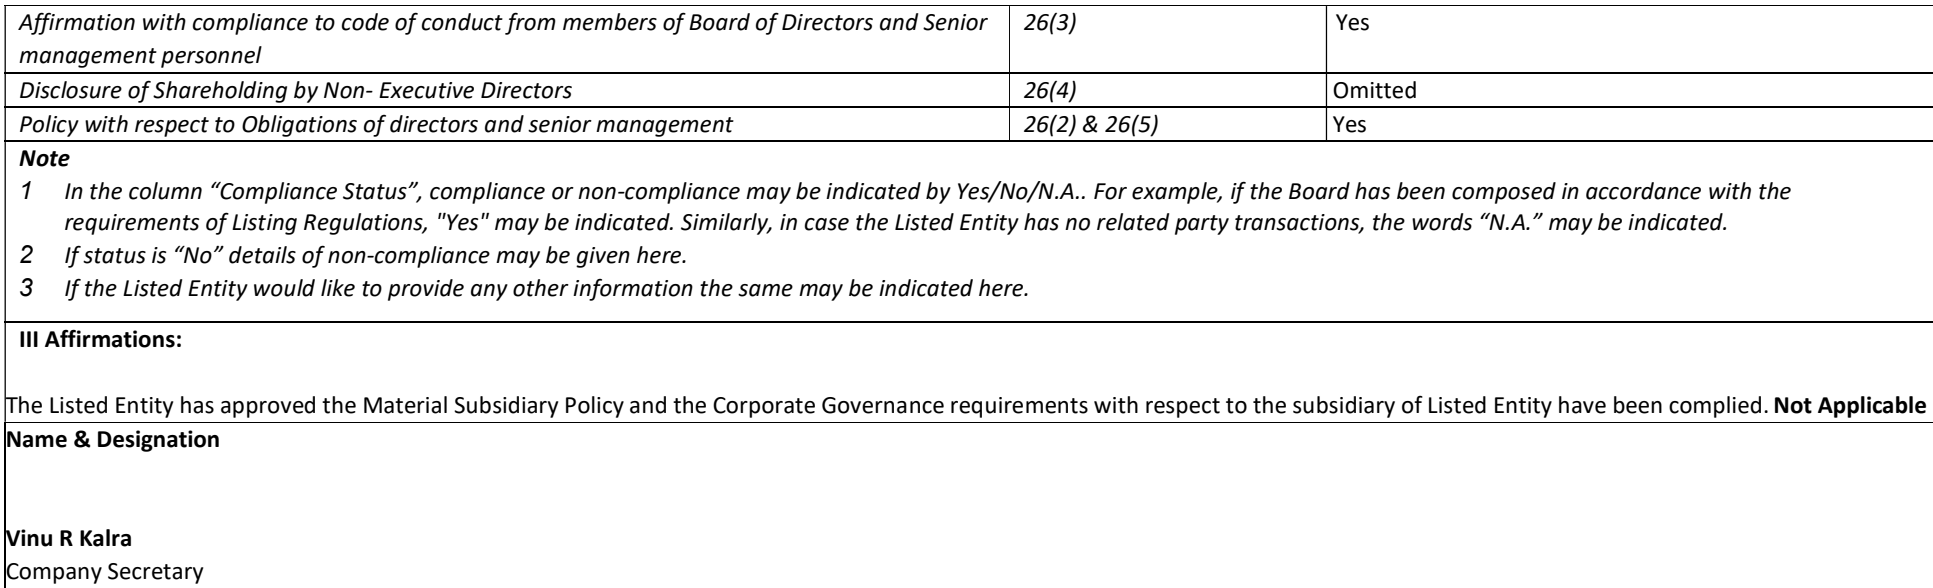 Affirmation with compliance to code of conduct from members of Board of Directors and Senior 26(3) Yes
management personnel
Disclosure of Shareholding by Non- Executive Directors 26(4) Omitted
Policy with respect to Obligations of directors and senior management 26(2) & 26(5) Yes
Note
1 In the column “Compliance Status”, compliance or non-compliance may be indicated by Yes/No/N.A.. For example, if the Board has been composed in accordance with the
requirements of Listing Regulations, "Yes" may be indicated. Similarly, in case the Listed Entity has no related party transactions, the words “N.A.” may be indicated.
2 If status is “No” details of non-compliance may be given here.
3 If the Listed Entity would like to provide any other information the same may be indicated here.
III Affirmations:
The Listed Entity has approved the Material Subsidiary Policy and the Corporate Governance requirements with respect to the subsidiary of Listed Entity have been complied. Not Applicable
Name & Designation
Vinu R Kalra
Company Secretary